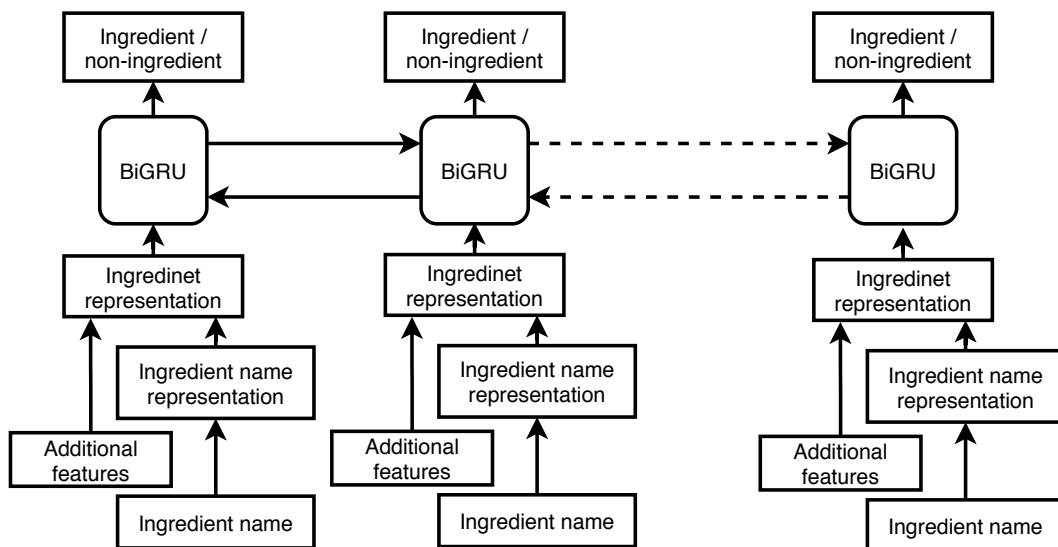 Ingredient /
non-ingredient
Ingredient /
non-ingredient
Ingredient /
non-ingredient
BiGRU
BiGRU
BiGRU
Ingredinet
representation
Ingredinet
representation
Ingredinet
representation
Ingredient name
representation
Ingredient name
representation
Ingredient name
representation
Additional
features
Additional
features
Additional
features
Ingredient name
Ingredient name
Ingredient name